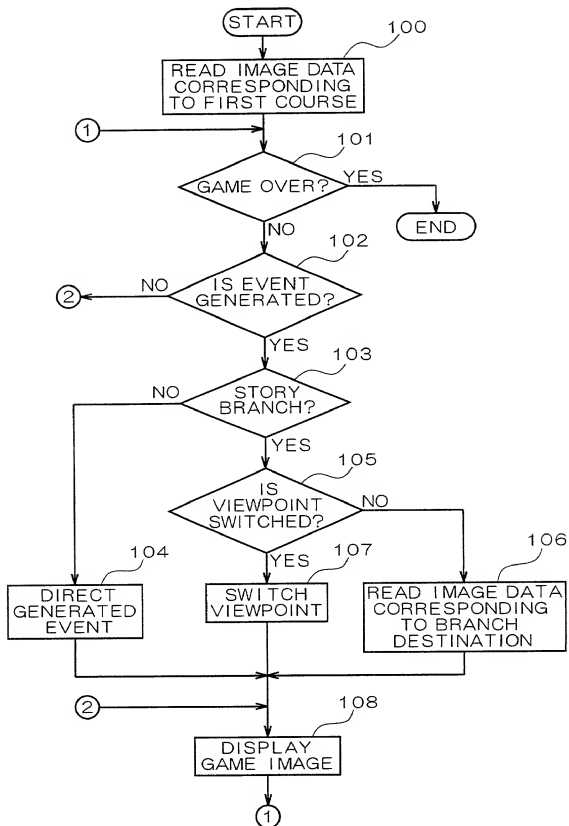 START
100
READ IMAGE DATA
CORRESPONDING
TO FIRST COURSE
1
101
GAME OVER?
YES
END
NO
102
IS EVENT
GENERATED?
NO
2
YES
103
STORY
BRANCH?
NO
YES
105
IS
VIEWPOINT
SWITCHED?
NO
YES
104
DIRECT
GENERATED
EVENT
107
SWITCH
VIEWPOINT
106
READ IMAGE DATA
CORRESPONDING
TO BRANCH
DESTINATION
2
108
DISPLAY
GAME IMAGE
1